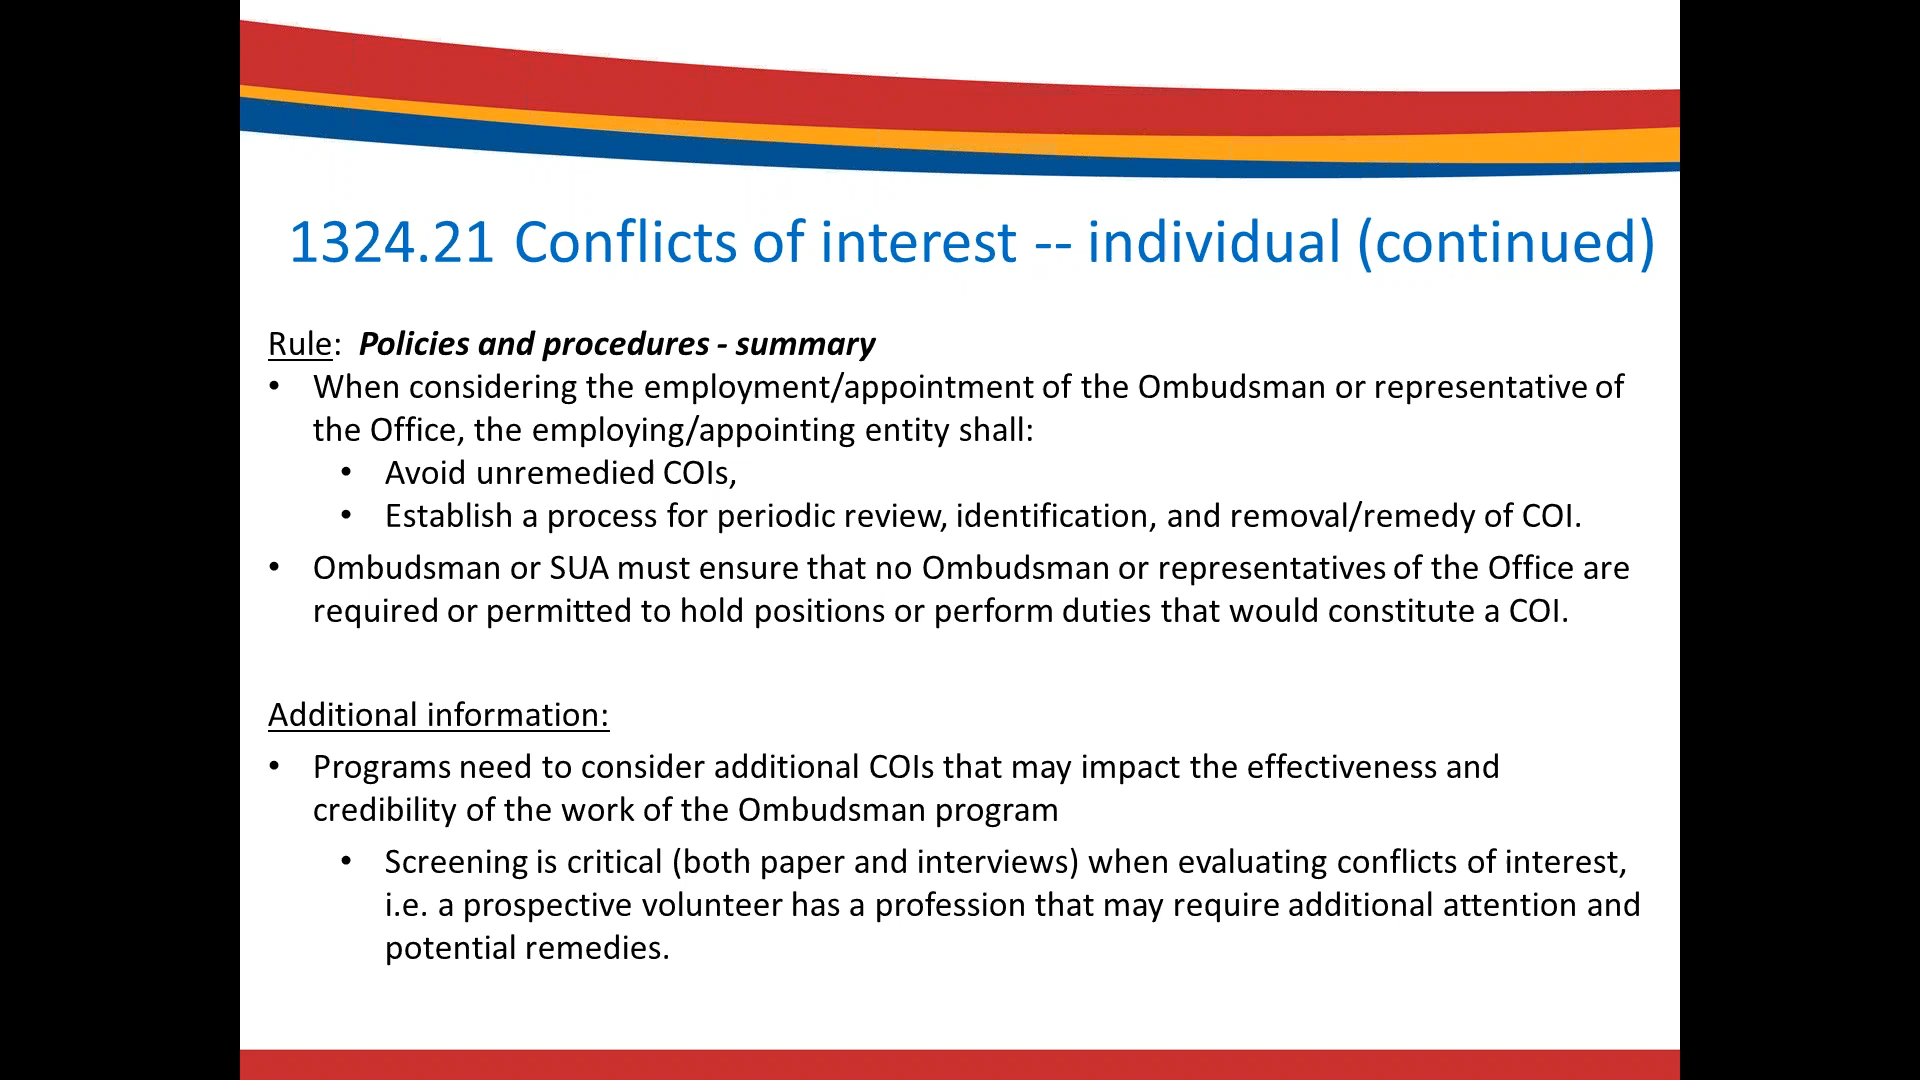 1324.21 Conflicts of interest -- individual (continued)
Rule: Policies and procedures - summary
• When considering the employment/appointment of the Ombudsman or representative of
the Office, the employing/appointing entity shall:
• Avoid unremedied COIs,
• Establish a process for periodic review, identification, and removal/remedy of COI.
• Ombudsman or SUA must ensure that no Ombudsman or representatives of the Office are
required or permitted to hold positions or perform duties that would constitute a COI.
Additional information:
• Programs need to consider additional COIs that may impact the effectiveness and
credibility of the work of the Ombudsman program
• Screening is critical (both paper and interviews) when evaluating conflicts of interest,
i.e. a prospective volunteer has a profession that may require additional attention and
potential remedies.